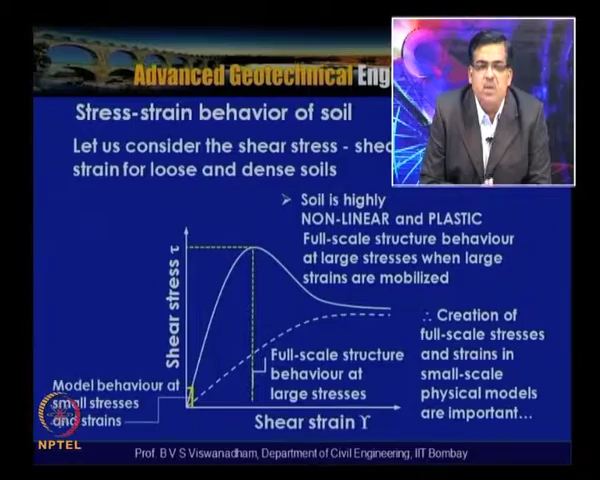 Advanced Geotechnical Eng
Stress-strain behavior of soil
Let us consider the shear stress - shea
strain for loose and dense soils
➢ Soil is highly
NON-LINEAR and PLASTIC
Full-scale structure behaviour
at large stresses when large
strains are mobilized
∴ Creation of
full-scale stresses
and strains in
small-scale
physical models
are important...
Shear stress τ
Full-scale structure
behaviour at
large stresses
Model behaviour at
small stresses
and strains
Shear strain ϒ
NPTEL
Prof. B V S Viswanadham, Department of Civil Engineering, IIT Bombay